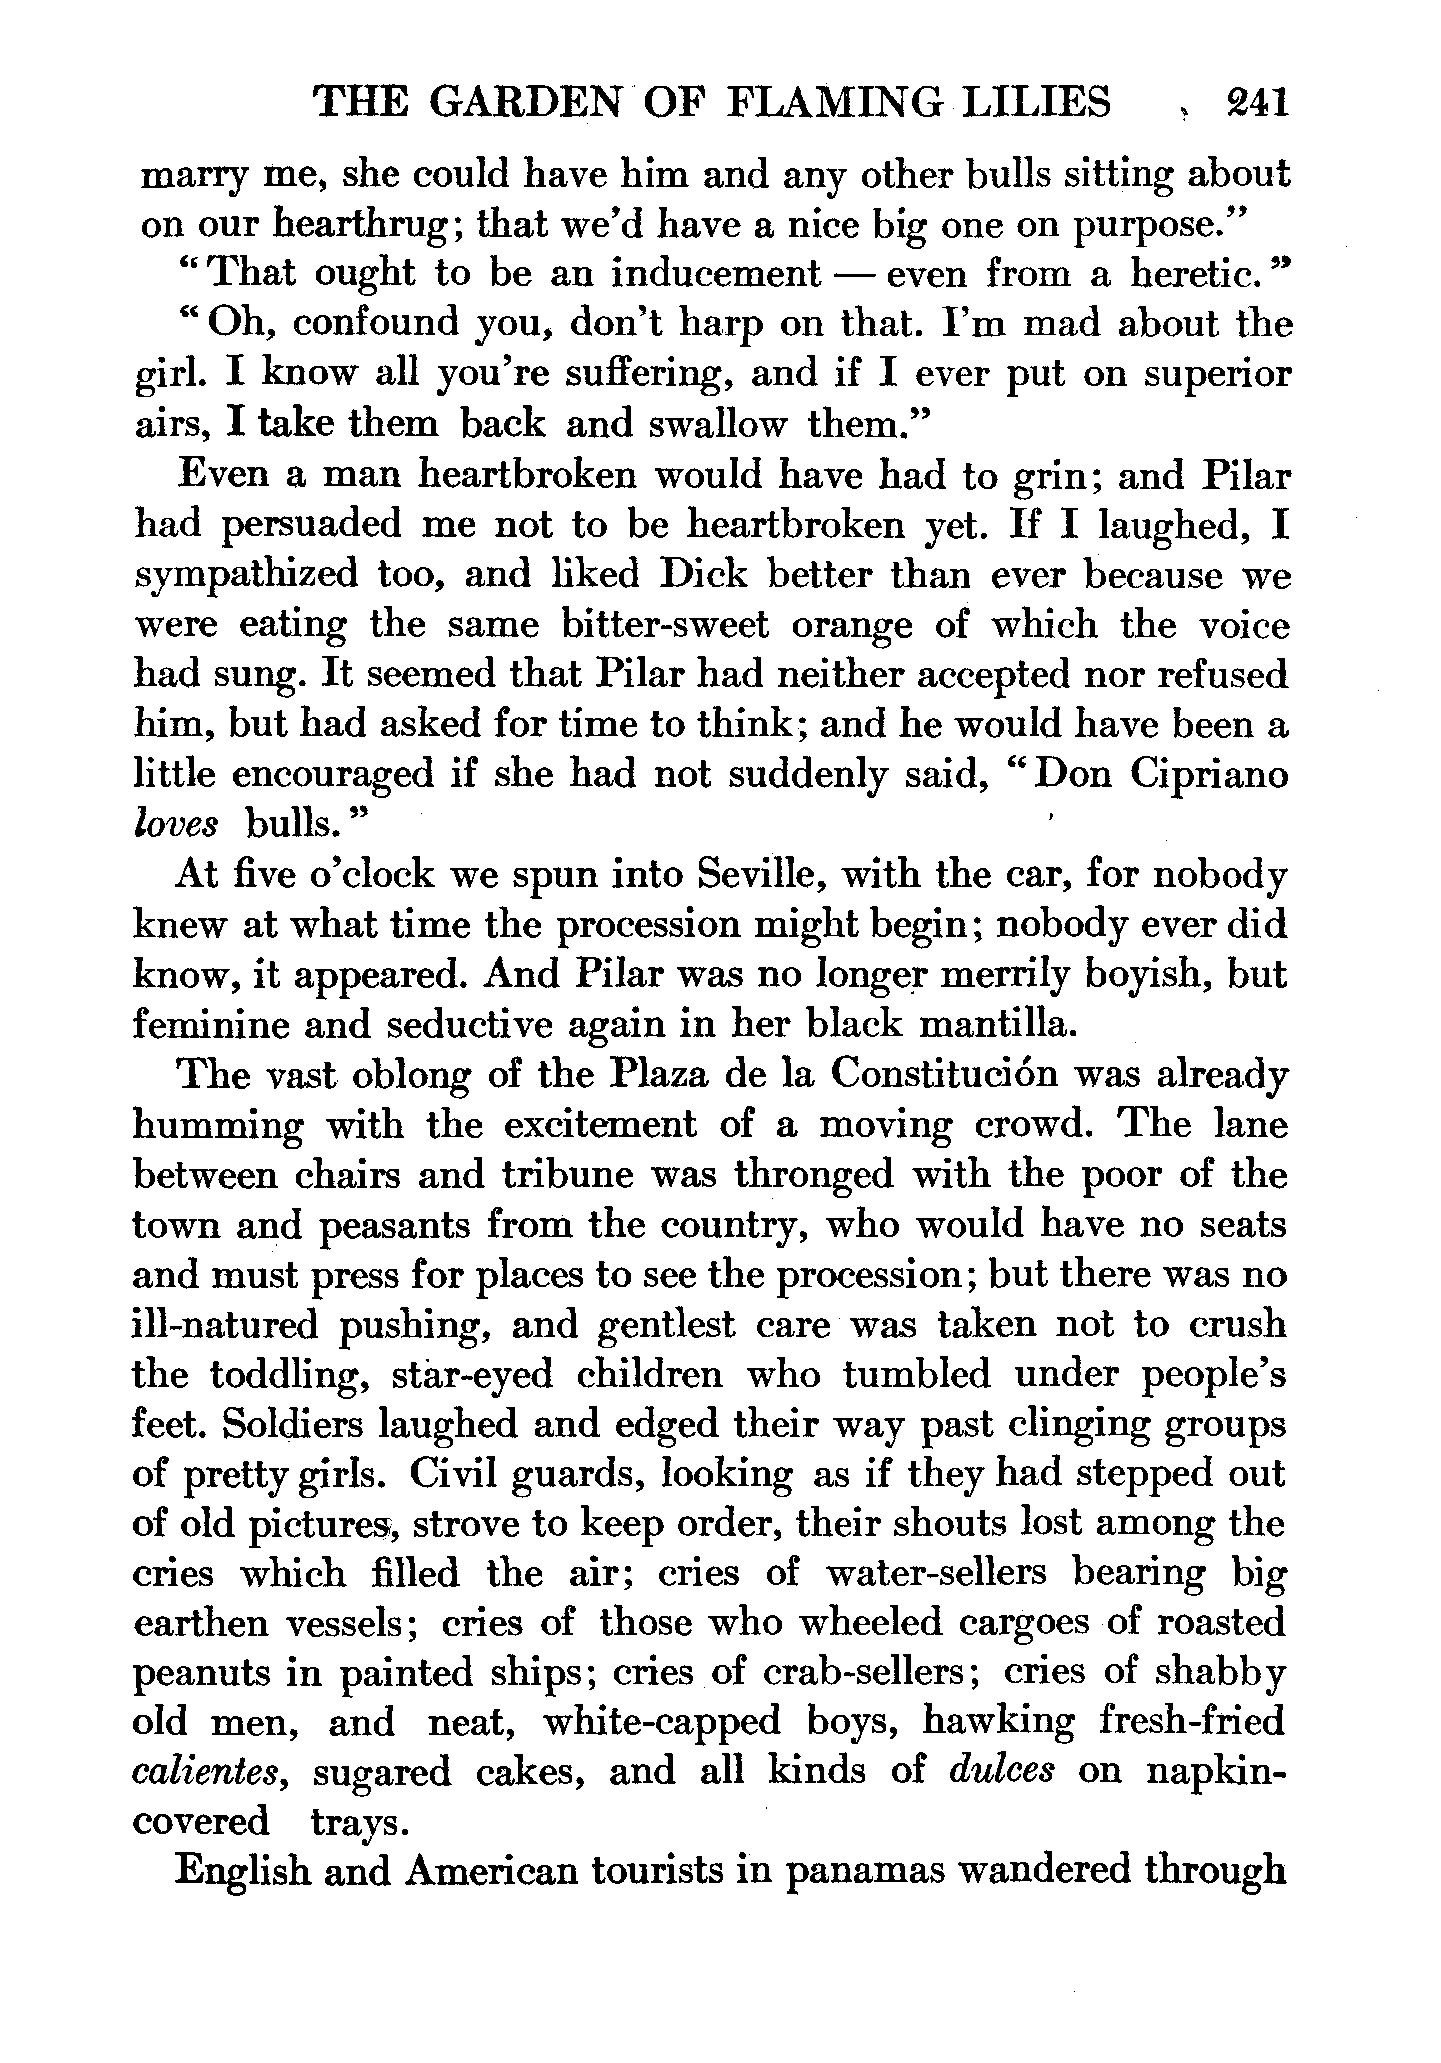 THE GARDEN OF FLAMING LILIES 241
marry me, she could have him and any other bulls sitting about
on our hearthrug; that we'd have a nice big one on purpose."
"That ought to be an inducement — even from a heretic."
"Oh, confound you, don't harp on that. I'm mad about the
girl. I know all you're suffering, and if I ever put on superior
airs, I take them back and swallow them."
Even a man heartbroken would have had to grin; and Pilar
had persuaded me not to be heartbroken yet. If I laughed, I
sympathized too, and liked Dick better than ever because we
were eating the same bitter-sweet orange of which the voice
had sung. It seemed that Pilar had neither accepted nor refused
him, but had asked for time to think; and he would have been a
little encouraged if she had not suddenly said, "Don Cipriano
loves bulls."
At five o'clock we spun into Seville, with the car, for nobody
knew at what time the procession might begin; nobody ever did
know, it appeared. And Pilar was no longer merrily boyish, but
feminine and seductive again in her black mantilla.
The vast oblong of the Plaza de la Constitución was already
humming with the excitement of a moving crowd. The lane
between chairs and tribune was thronged with the poor of the
town and peasants from the country, who would have no seats
and must press for places to see the procession; but there was no
ill-natured pushing, and gentlest care was taken not to crush
the toddling, star-eyed children who tumbled under people's
feet. Soldiers laughed and edged their way past clinging groups
of pretty girls. Civil guards, looking as if they had stepped out
of old pictures, strove to keep order, their shouts lost among the
cries which filled the air; cries of water-sellers bearing big
earthen vessels; cries of those who wheeled cargoes of roasted
peanuts in painted ships; cries of crab-sellers; cries of shabby
old men, and neat, white-capped boys, hawking fresh-fried
calientes, sugared cakes, and all kinds of dulces on napkin-
covered trays.
English and American tourists in panamas wandered through